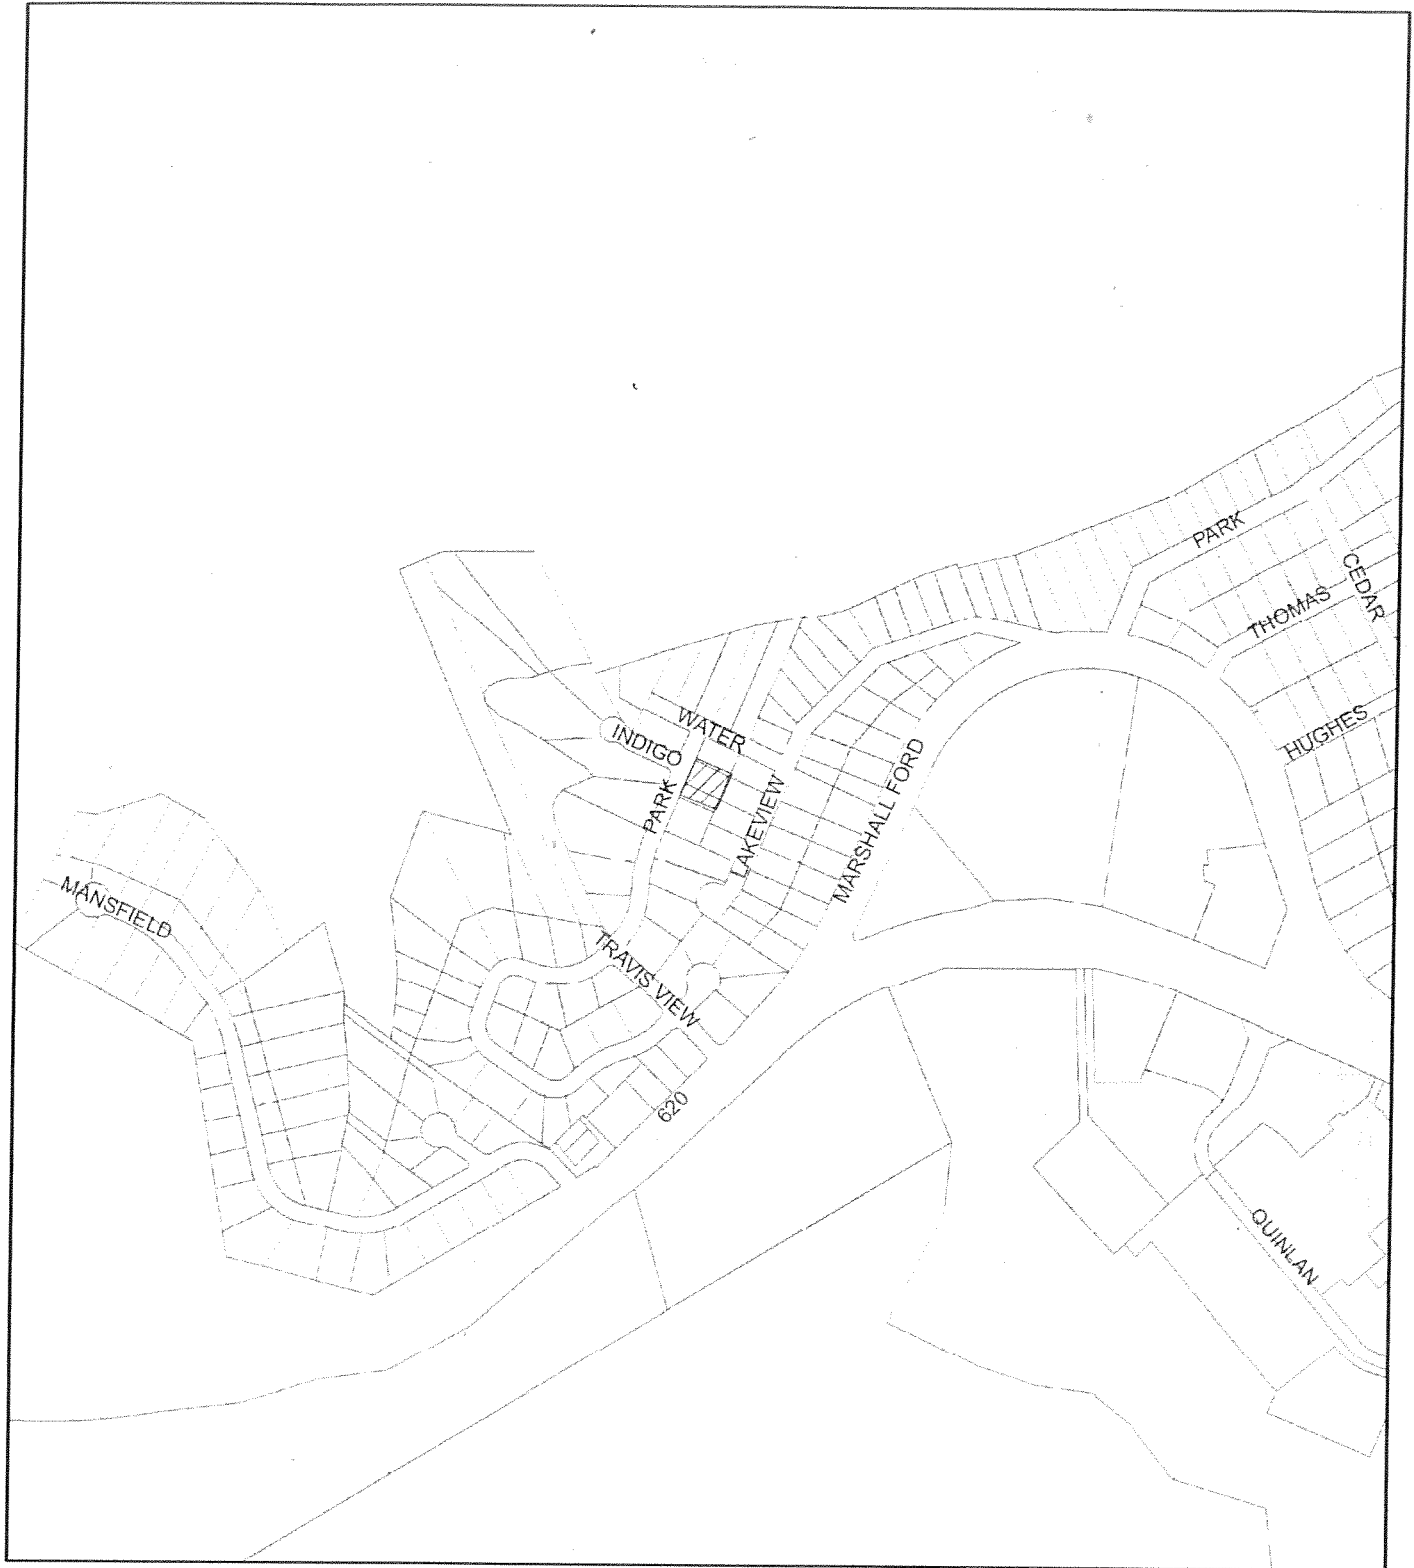 PARK
CEDAR
THOMAS
HUGHES
WATER
INDIGO
PARK
LAKEVIEW
MARSHALL FORD
MANSFIELD
TRAVIS VIEW
620
QUINLAN